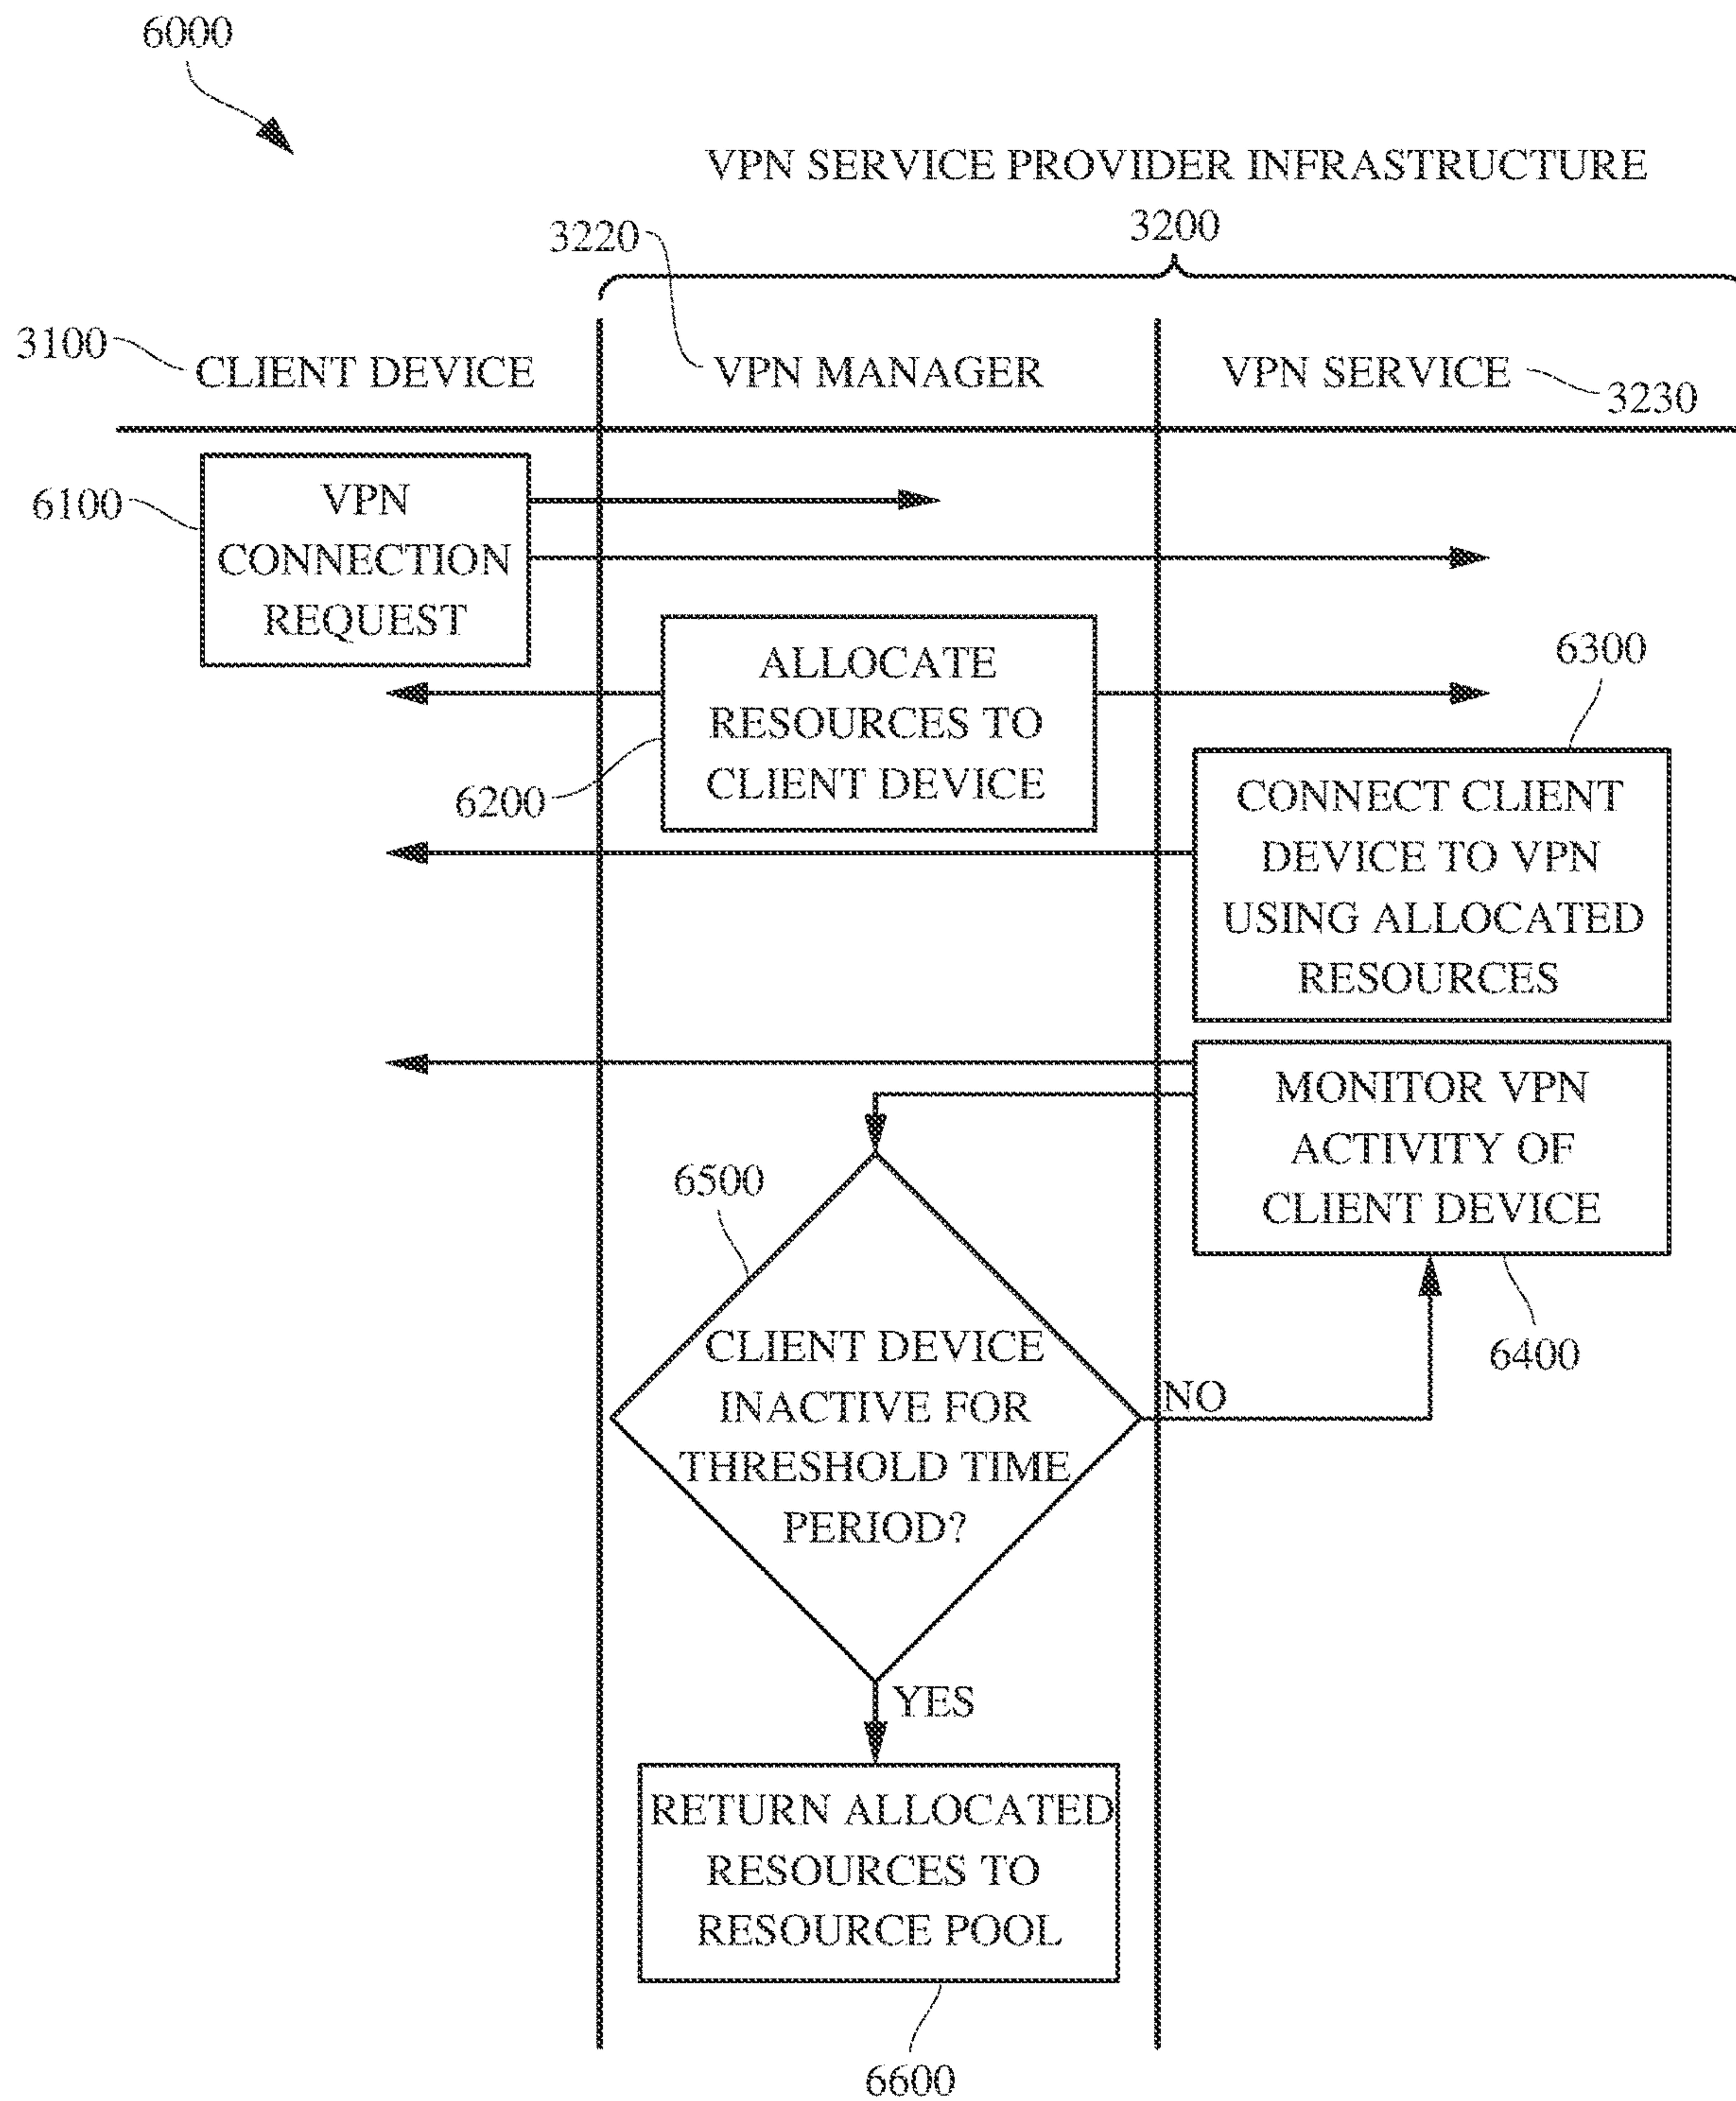 6000
VPN SERVICE PROVIDER INFRASTRUCTURE
3200
3220
3100
CLIENT DEVICE
VPN MANAGER
VPN SERVICE
3230
6100
VPN
CONNECTION
REQUEST
6200
ALLOCATE
RESOURCES TO
CLIENT DEVICE
6300
CONNECT CLIENT
DEVICE TO VPN
USING ALLOCATED
RESOURCES
MONITOR VPN
ACTIVITY OF
CLIENT DEVICE
6400
6500
CLIENT DEVICE
INACTIVE FOR
THRESHOLD TIME
PERIOD?
NO
YES
RETURN ALLOCATED
RESOURCES TO
RESOURCE POOL
6600